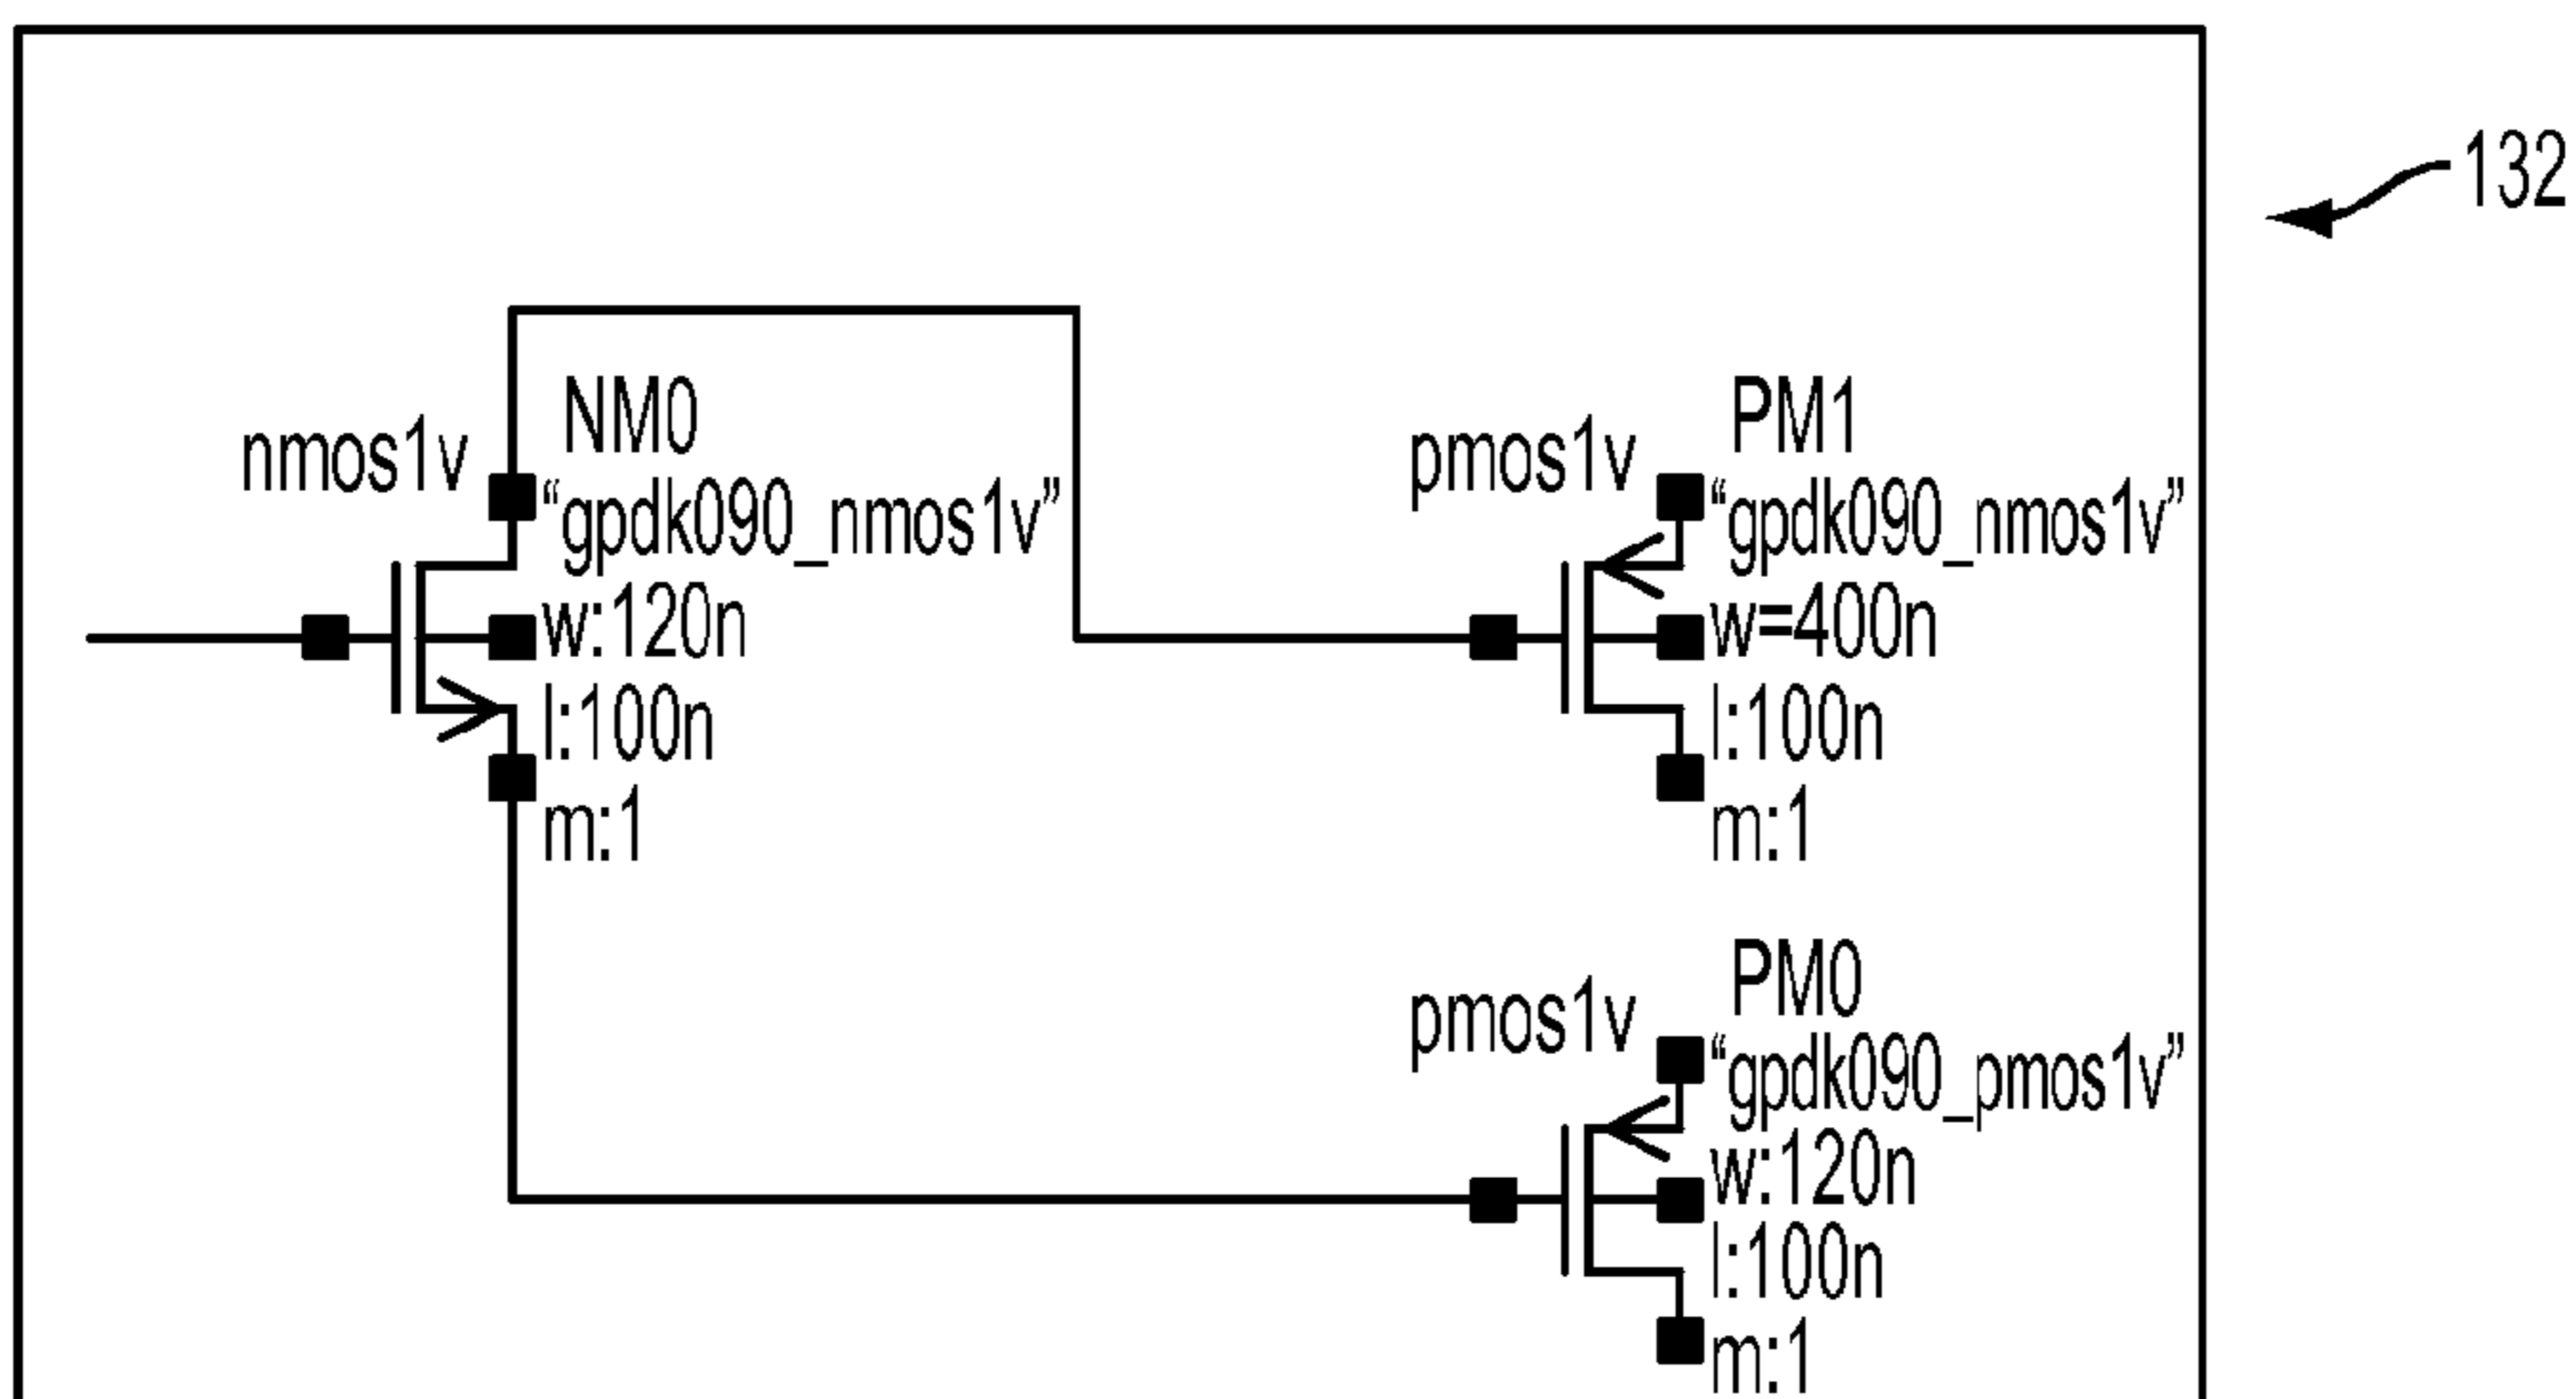 132
NM0
nmos1v
"gpdk090_nmos1v"
w:120n
l:100n
m:1
PM1
pmos1v
"gpdk090_nmos1v"
w=400n
l:100n
m:1
PM0
pmos1v
"gpdk090_pmos1v"
w:120n
l:100n
m:1